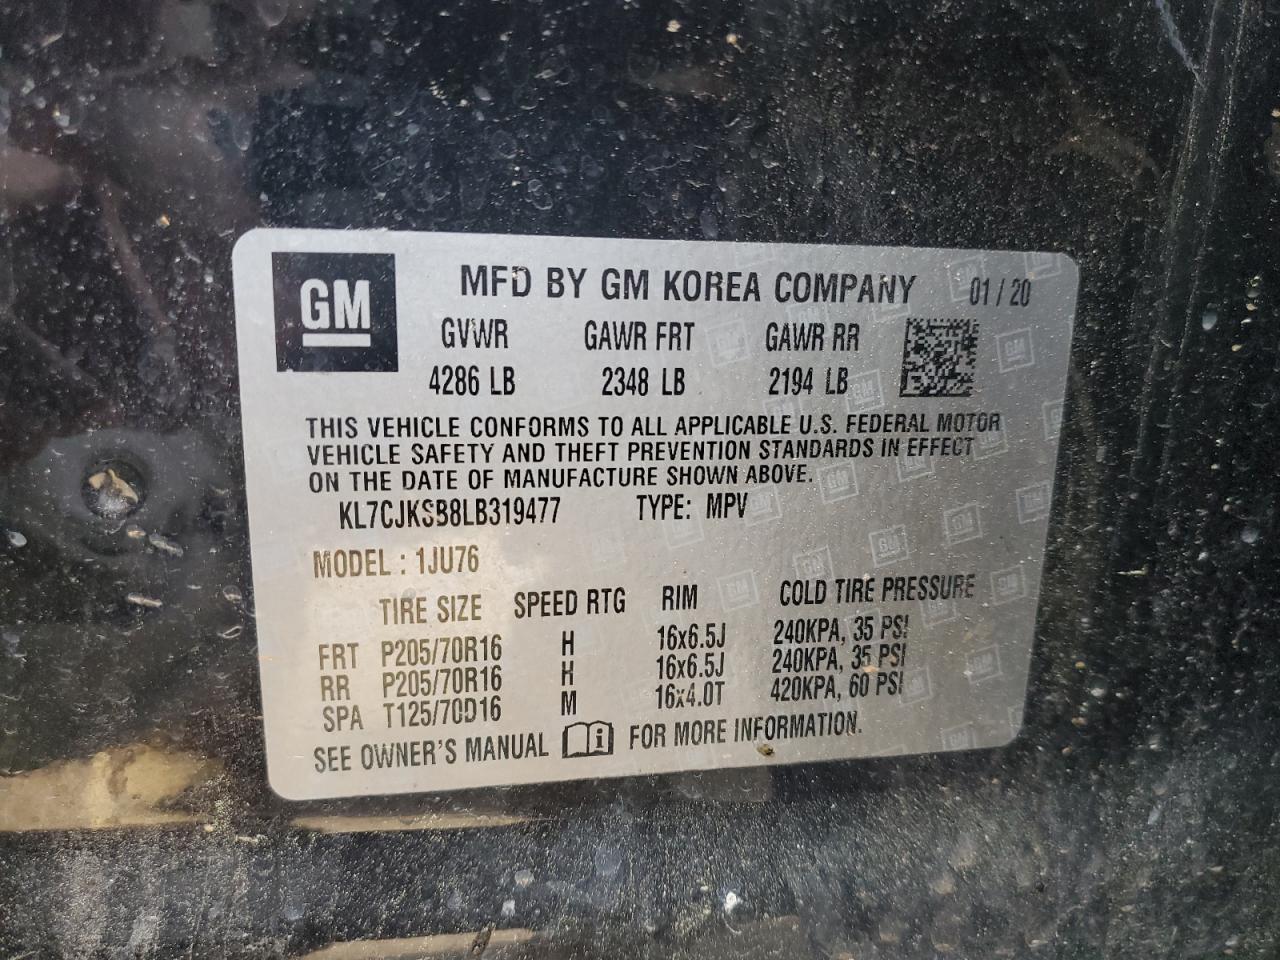 GM
MFD BY GM KOREA COMPANY 01 / 20
GVWR GAWR FRT GAWR RR
4286 LB 2348 LB 2194 LB
THIS VEHICLE CONFORMS TO ALL APPLICABLE U.S. FEDERAL MOTOR
VEHICLE SAFETY AND THEFT PREVENTION STANDARDS IN EFFECT
ON THE DATE OF MANUFACTURE SHOWN ABOVE.
KL7CJKSB8LB319477 TYPE: MPV
MODEL : 1JU76
TIRE SIZE SPEED RTG RIM COLD TIRE PRESSURE
FRT P205/70R16 H 16x6.5J 240KPA, 35 PSI
RR P205/70R16 H 16x6.5J 240KPA, 35 PSI
SPA T125/70D16 M 16x4.0T 420KPA, 60 PSI
SEE OWNER'S MANUAL i FOR MORE INFORMATION.